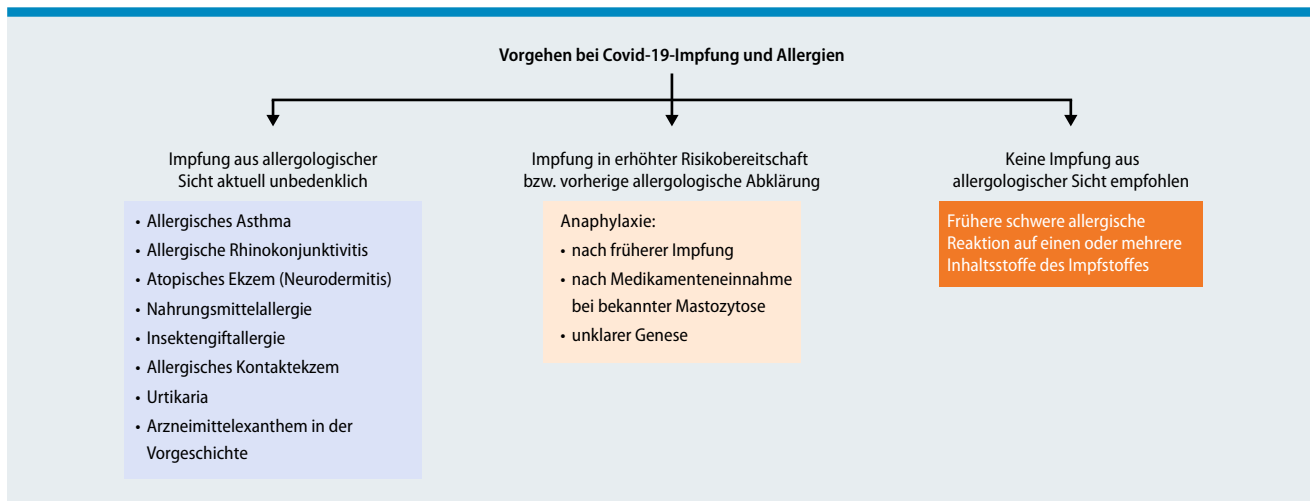 Vorgehen bei Covid-19-Impfung und Allergien
Impfung aus allergologischer
Sicht aktuell unbedenklich
• Allergisches Asthma
• Allergische Rhinokonjunktivitis
• Atopisches Ekzem (Neurodermitis)
• Nahrungsmittelallergie
• Insektengiftallergie
• Allergisches Kontaktekzem
• Urtikaria
• Arzneimittelexanthem in der
Vorgeschichte
Impfung in erhöhter Risikobereitschaft
bzw. vorherige allergologische Abklärung
Anaphylaxie:
• nach früherer Impfung
• nach Medikamenteneinnahme
bei bekannter Mastozytose
• unklarer Genese
Keine Impfung aus
allergologischer Sicht empfohlen
Frühere schwere allergische
Reaktion auf einen oder mehrere
Inhaltsstoffe des Impfstoffes